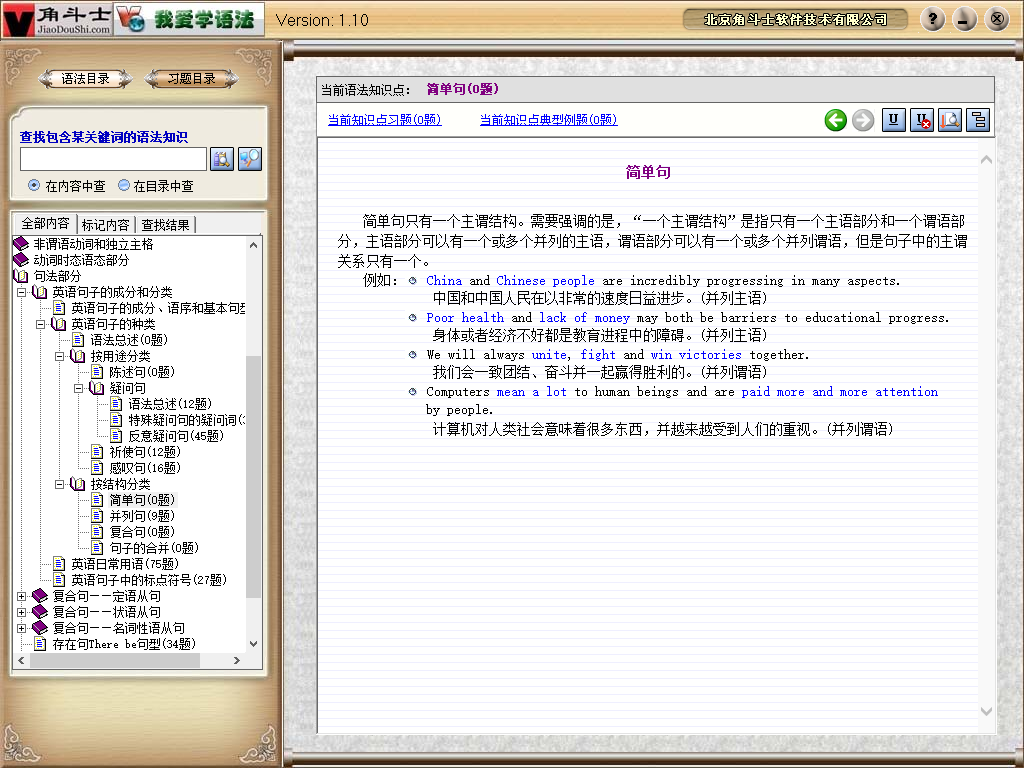 角斗士
JiaoDouShi.com
我爱学语法
Version: 1.10
北京角斗士软件技术有限公司
语法目录
习题目录
查找包含某关键词的语法知识
在内容中查
在目录中查
全部内容
标记内容
查找结果
非谓语动词和独立主格
动词时态语态部分
句法部分
英语句子的成分和分类
英语句子的成分、语序和基本句型
英语句子的种类
语法总述(0题)
按用途分类
陈述句(0题)
疑问句
语法总述(12题)
特殊疑问句的疑问词(
反意疑问句(45题)
祈使句(12题)
感叹句(16题)
按结构分类
简单句(0题)
并列句(9题)
复合句(0题)
句子的合并(0题)
英语日常用语(75题)
英语句子中的标点符号(27题)
复合句——定语从句
复合句——状语从句
复合句——名词性语从句
存在句There be句型(34题)
当前语法知识点： 简单句(0题)
当前知识点习题(0题)
当前知识点典型例题(0题)
简单句
简单句只有一个主谓结构。需要强调的是，“一个主谓结构”是指只有一个主语部分和一个谓语部
分，主语部分可以有一个或多个并列的主语，谓语部分可以有一个或多个并列谓语，但是句子中的主谓
关系只有一个。
例如： China and Chinese people are incredibly progressing in many aspects.
中国和中国人民在以非常的速度日益进步。(并列主语)
Poor health and lack of money may both be barriers to educational progress.
身体或者经济不好都是教育进程中的障碍。(并列主语)
We will always unite, fight and win victories together.
我们会一致团结、奋斗并一起赢得胜利的。(并列谓语)
Computers mean a lot to human beings and are paid more and more attention
by people.
计算机对人类社会意味着很多东西，并越来越受到人们的重视。(并列谓语)